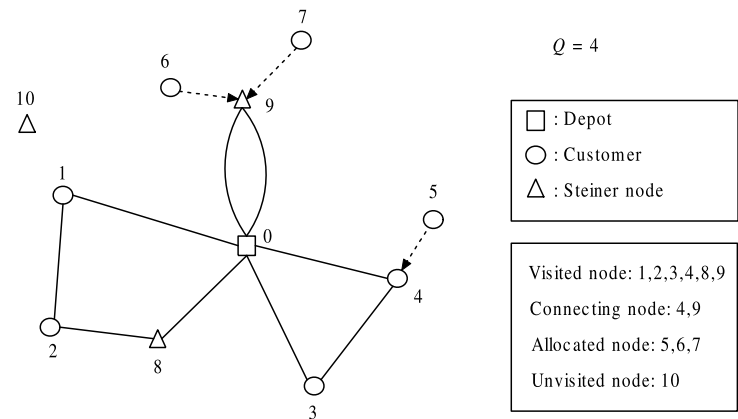 7
6
Q = 4
10
9
: Depot
: Customer
: Steiner node
1
5
0
4
2
8
3
Visited node: 1,2,3,4,8,9
Connecting node: 4,9
Allocated node: 5,6,7
Unvisited node: 10